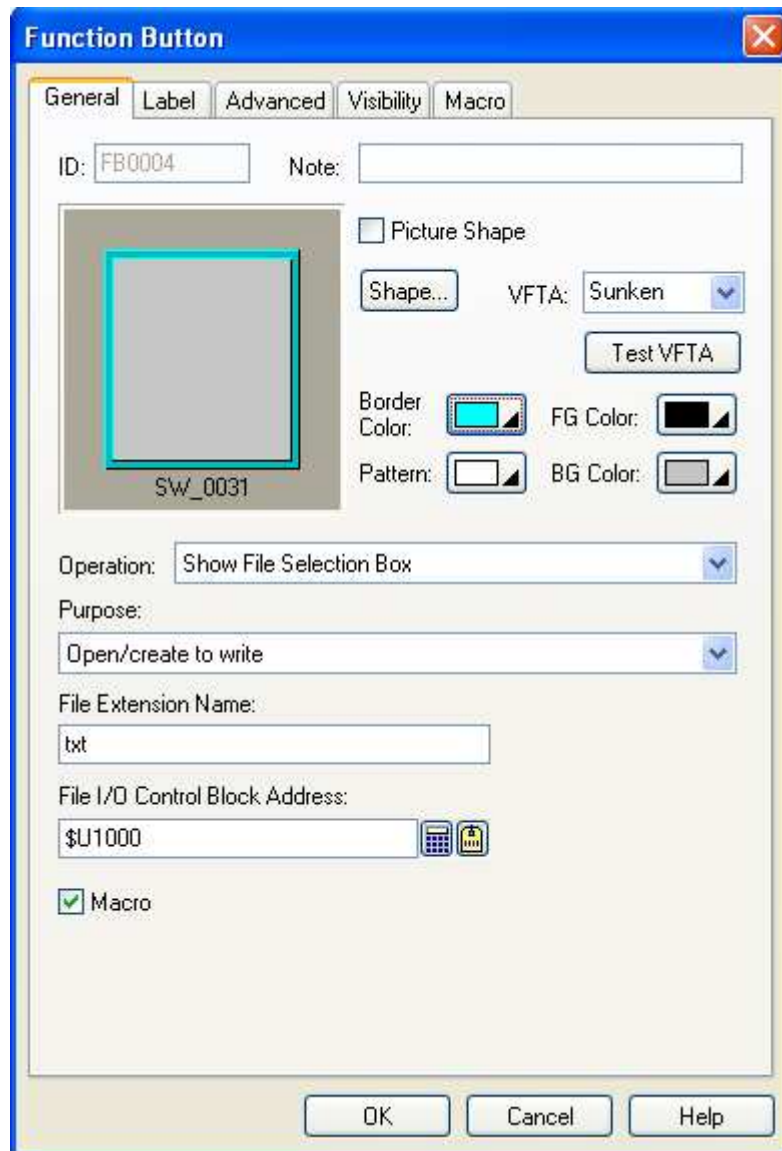 Function Button
General Label Advanced Visibility Macro
ID: FB0004 Note:
Picture Shape
Shape... VFTA: Sunken
Test VFTA
Border Color: FG Color:
SW_0031 Pattern: BG Color:
Operation: Show File Selection Box
Purpose:
Open/create to write
File Extension Name:
txt
File I/O Control Block Address:
$U1000
Macro
OK Cancel Help